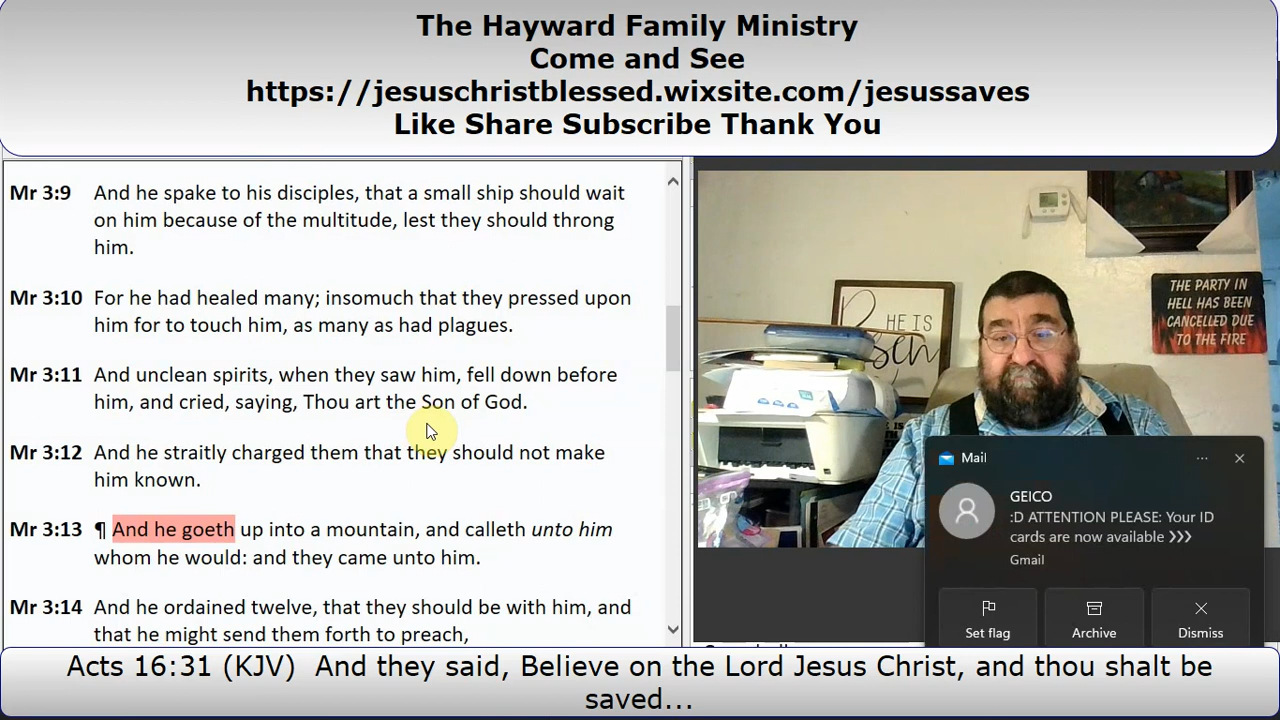 The Hayward Family Ministry
Come and See
https://jesuschristblessed.wixsite.com/jesussaves
Like Share Subscribe Thank You
Mr 3:9 And he spake to his disciples, that a small ship should wait
on him because of the multitude, lest they should throng
him.
Mr 3:10 For he had healed many; insomuch that they pressed upon
him for to touch him, as many as had plagues.
Mr 3:11 And unclean spirits, when they saw him, fell down before
him, and cried, saying, Thou art the Son of God.
Mr 3:12 And he straitly charged them that they should not make
him known.
Mr 3:13 ¶ And he goeth up into a mountain, and calleth unto him
whom he would: and they came unto him.
Mr 3:14 And he ordained twelve, that they should be with him, and
that he might send them forth to preach,
HE IS
Risen
THE PARTY IN
HELL HAS BEEN
CANCELLED DUE
TO THE FIRE
Mail
GEICO
:D ATTENTION PLEASE: Your ID
cards are now available ❯❯❯
Gmail
Set flag
Archive
Dismiss
Acts 16:31 (KJV) And they said, Believe on the Lord Jesus Christ, and thou shalt be
saved...